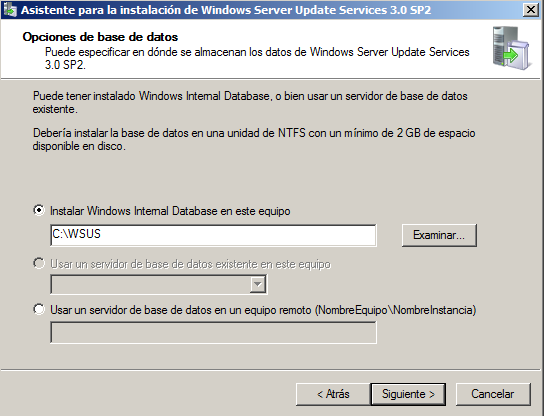 Asistente para la instalación de Windows Server Update Services 3.0 SP2
Opciones de base de datos
Puede especificar en dónde se almacenan los datos de Windows Server Update Services
3.0 SP2.
Puede tener instalado Windows Internal Database, o bien usar un servidor de base de datos
existente.
Debería instalar la base de datos en una unidad de NTFS con un mínimo de 2 GB de espacio
disponible en disco.
Instalar Windows Internal Database en este equipo
C:\WSUS
Examinar...
Usar un servidor de base de datos existente en este equipo
Usar un servidor de base de datos en un equipo remoto (NombreEquipo\NombreInstancia)
< Atrás
Siguiente >
Cancelar